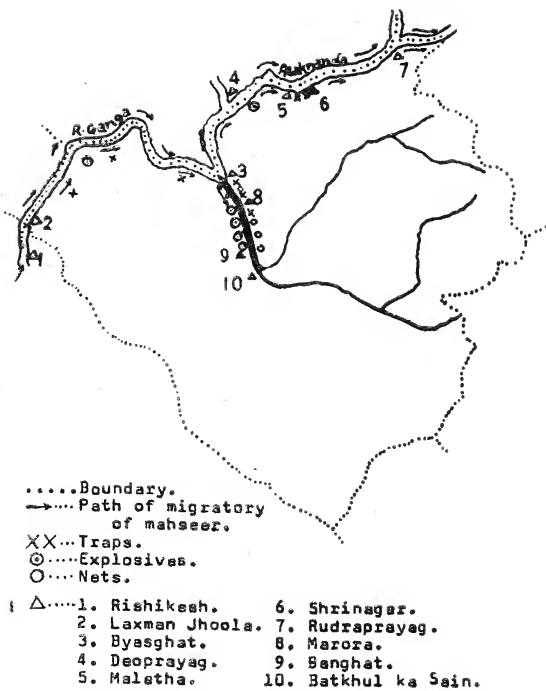 4
Alaknanda
7
5
6
R. Ganga
3
8
2
9
1
10
.....Boundary.
....Path of migratory
of mahseer.
XX...Traps.
....Explosives.
....Nets.
△.....1. Rishikesh. 6. Shrinagar.
2. Laxman Jhoola. 7. Rudraprayag.
3. Byasghat. 8. Marora.
4. Deoprayag. 9. Banghat.
5. Maletha. 10. Batkhul ka Sain.